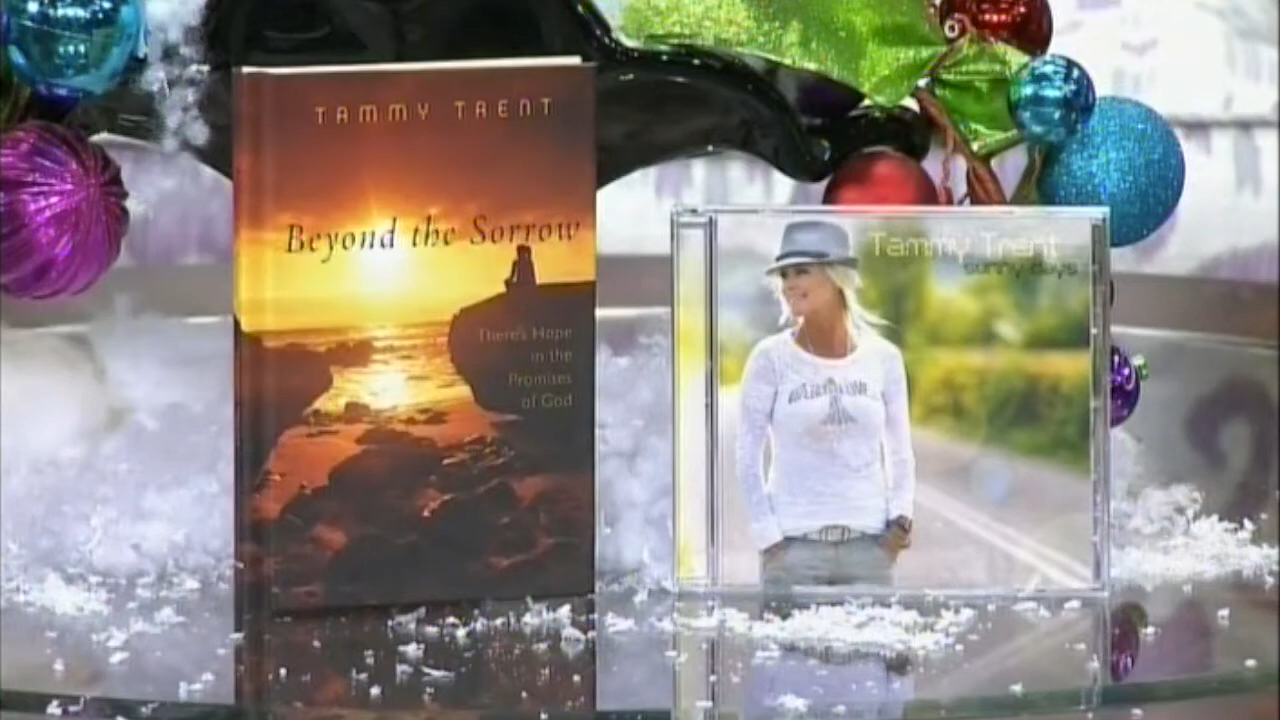 TAMMY TRENT
Beyond the Sorrow
There's Hope
in the
Promises
of God
Tammy Trent
sunny days